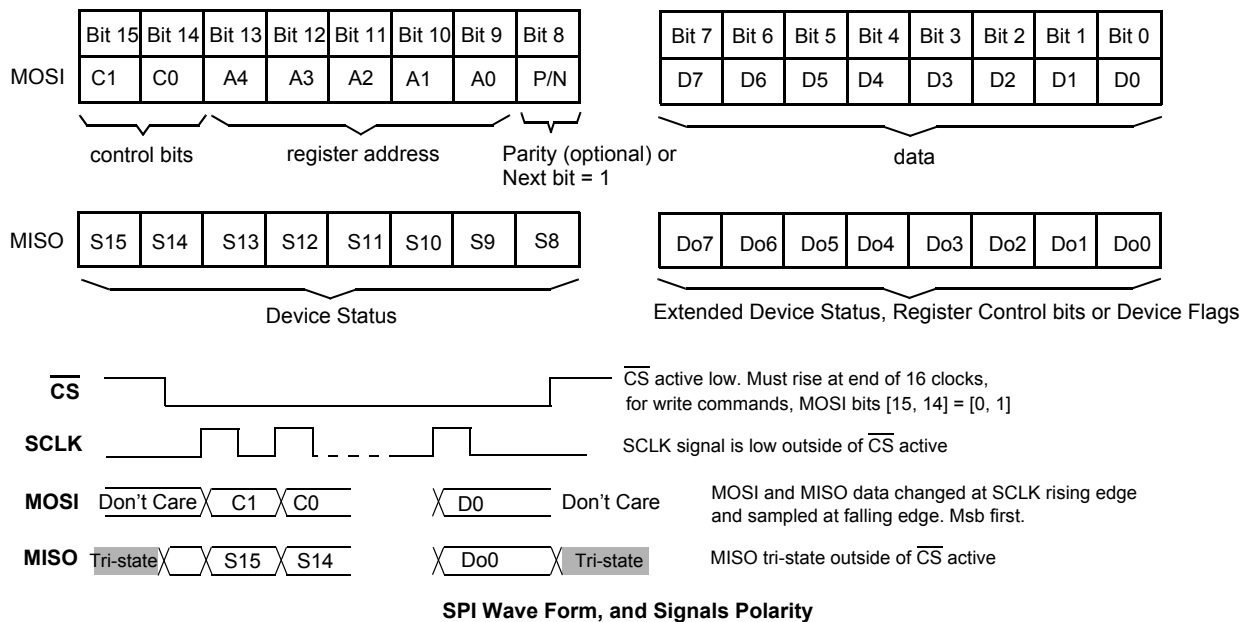 Bit 15 Bit 14 Bit 13 Bit 12 Bit 11 Bit 10 Bit 9 Bit 8 Bit 7 Bit 6 Bit 5 Bit 4 Bit 3 Bit 2 Bit 1 Bit 0
MOSI C1 C0 A4 A3 A2 A1 A0 P/N D7 D6 D5 D4 D3 D2 D1 D0
control bits register address Parity (optional) or data
Next bit = 1
MISO S15 S14 S13 S12 S11 S10 S9 S8 Do7 Do6 Do5 Do4 Do3 Do2 Do1 Do0
Device Status Extended Device Status, Register Control bits or Device Flags
CS CS active low. Must rise at end of 16 clocks,
for write commands, MOSI bits [15, 14] = [0, 1]
SCLK SCLK signal is low outside of CS active
MOSI Don't Care C1 C0 D0 Don't Care MOSI and MISO data changed at SCLK rising edge
and sampled at falling edge. Msb first.
MISO Tri-state S15 S14 Do0 Tri-state MISO tri-state outside of CS active
SPI Wave Form, and Signals Polarity